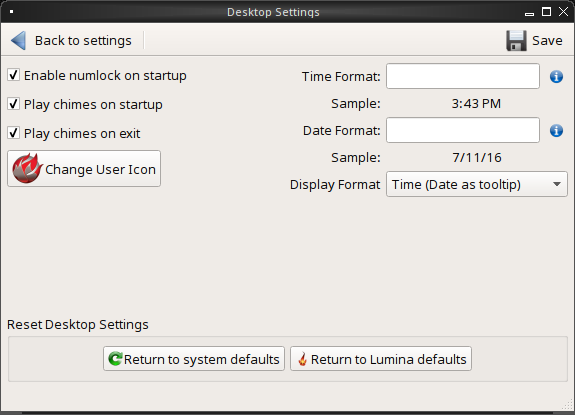 Desktop Settings
Back to settings
Save
Enable numlock on startup
Play chimes on startup
Play chimes on exit
Change User Icon
Time Format:
Sample: 3:43 PM
Date Format:
Sample: 7/11/16
Display Format Time (Date as tooltip)
Reset Desktop Settings
Return to system defaults
Return to Lumina defaults